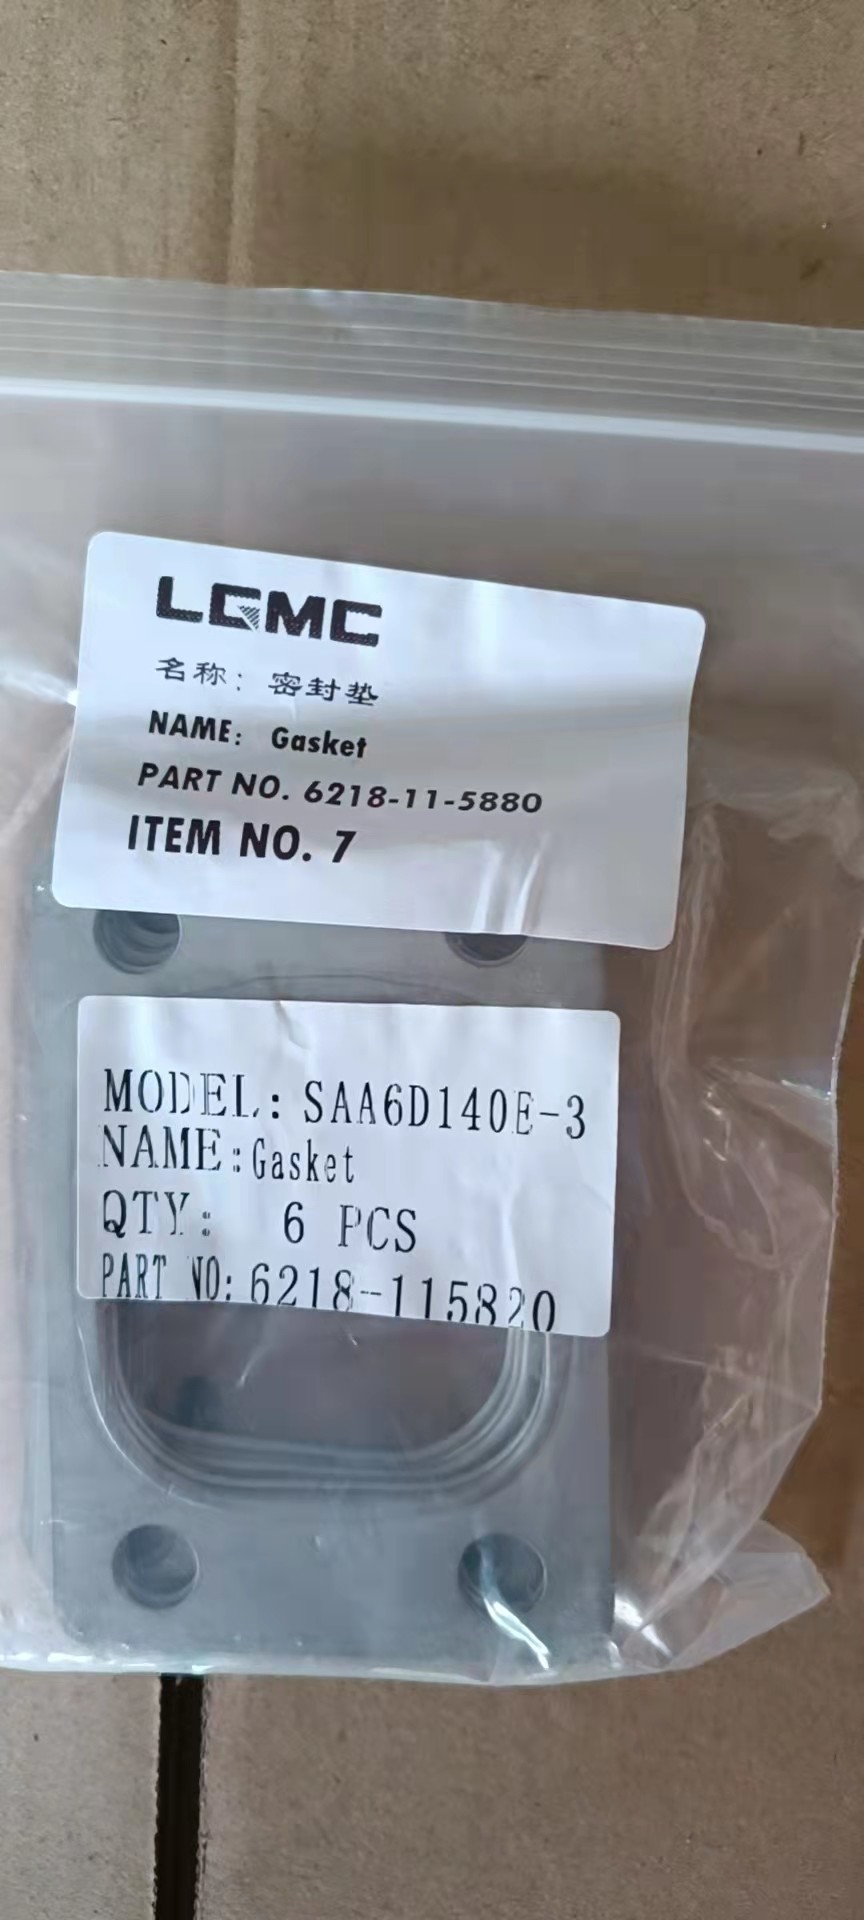 LGMC
名称：密封垫
NAME: Gasket
PART NO. 6218-11-5880
ITEM NO. 7
MODEL: SAA6D140E-3
NAME:Gasket
QTY: 6 PCS
PART NO: 6218-115820